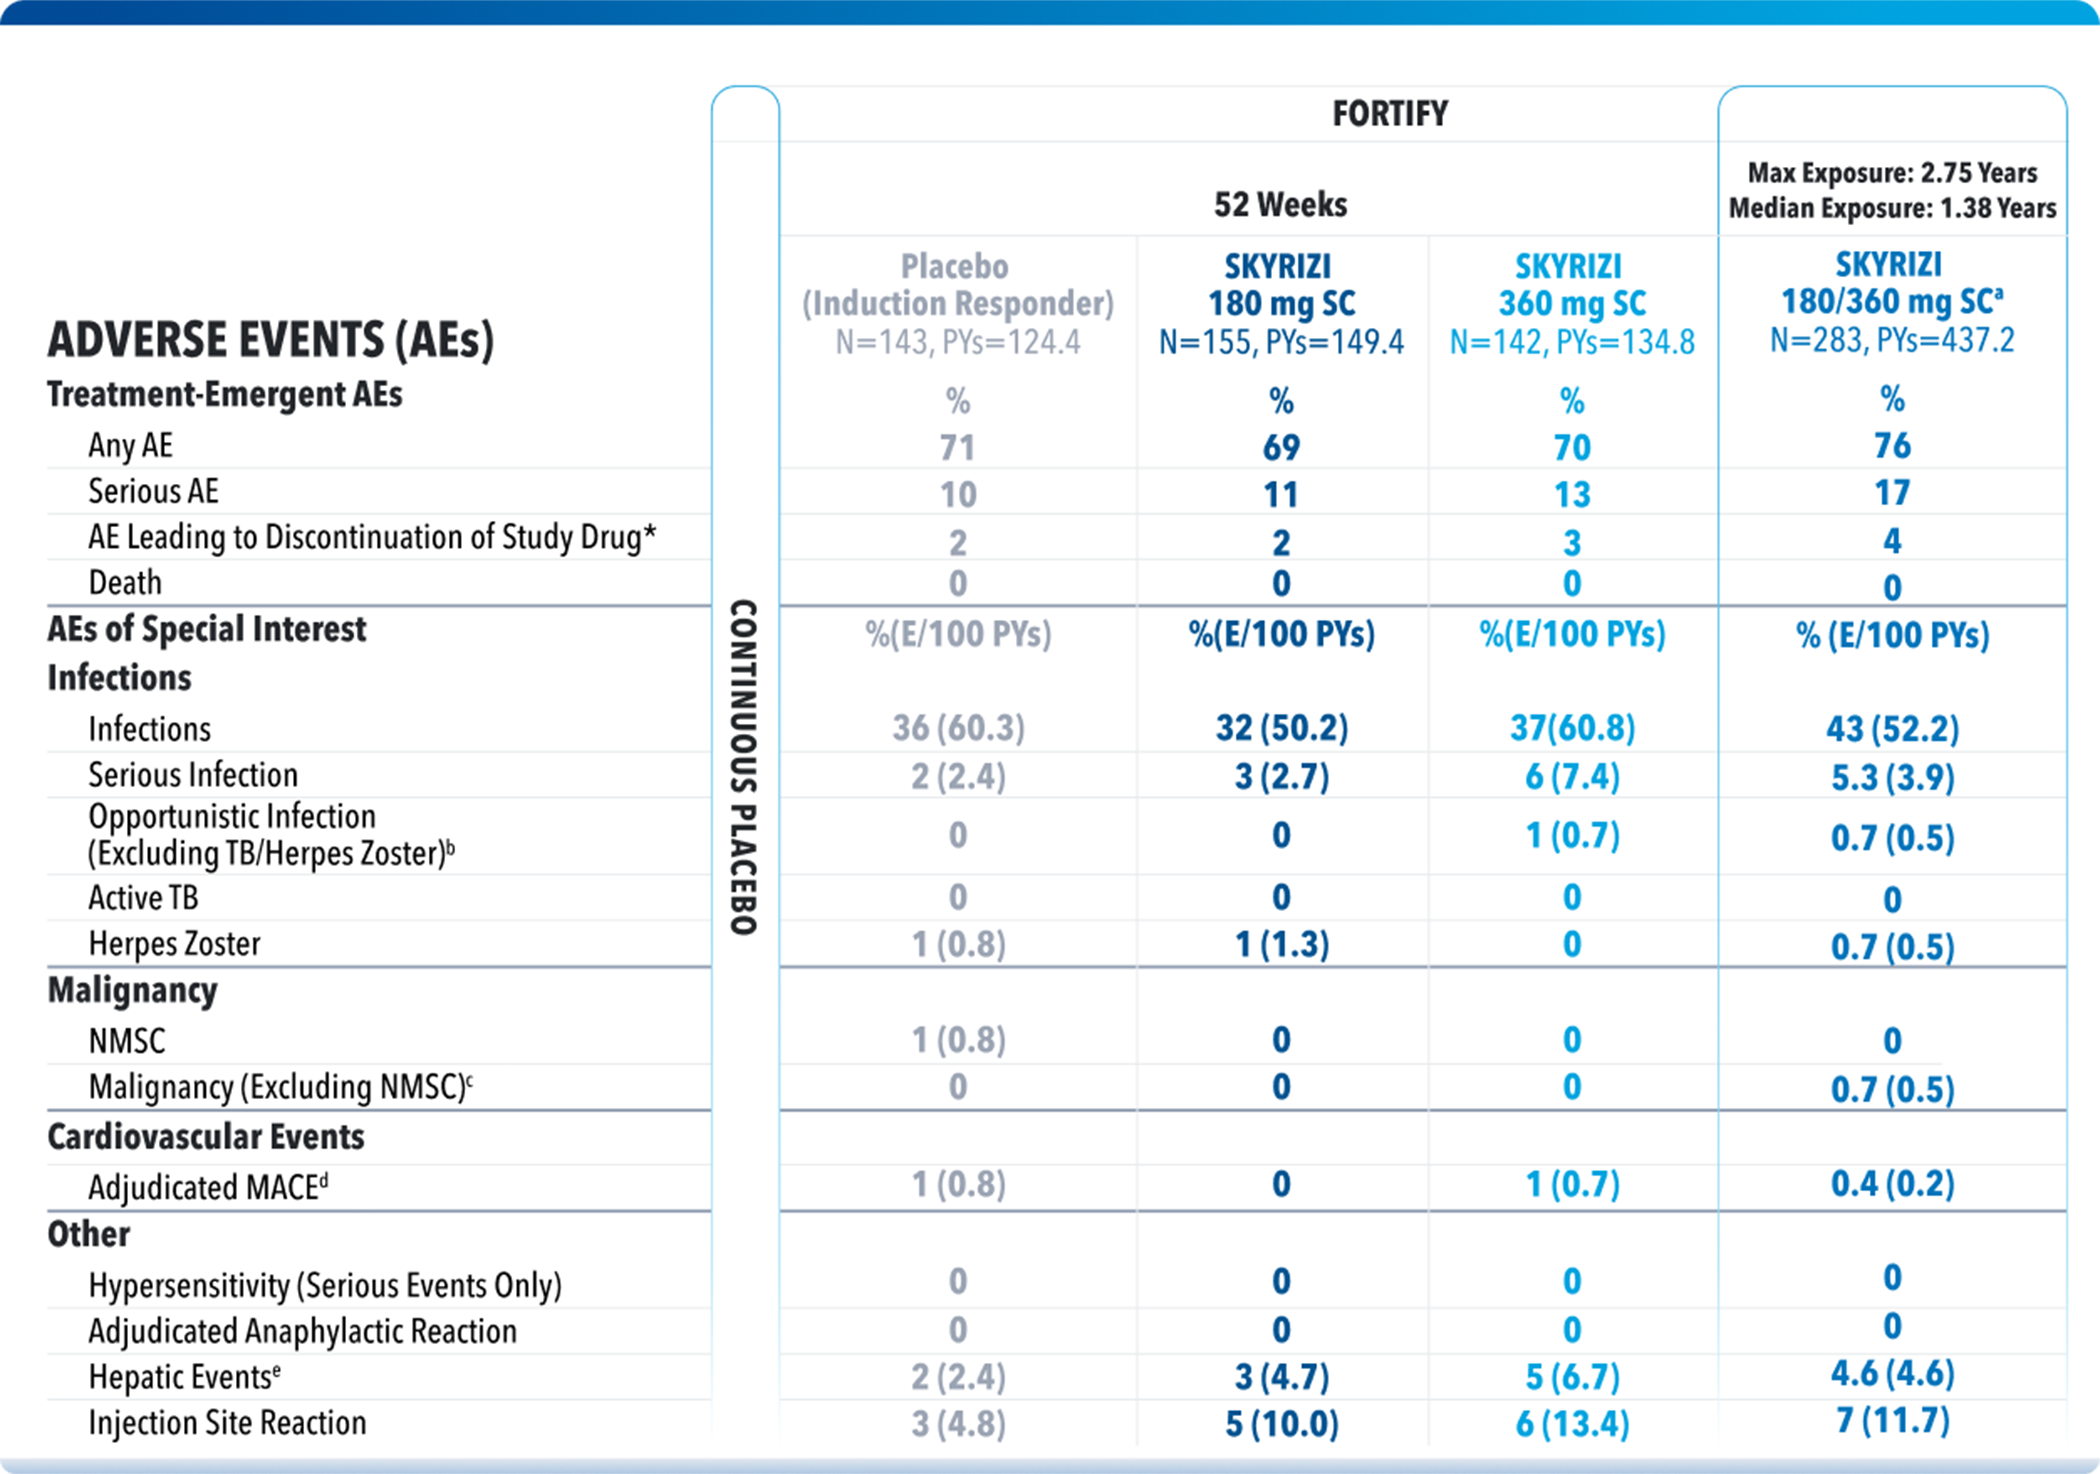 FORTIFY
52 Weeks
Max Exposure: 2.75 Years
Median Exposure: 1.38 Years
ADVERSE EVENTS (AEs)
CONTINUOUS PLACEBO
Placebo
(Induction Responder)
N=143, PYs=124.4
SKYRIZI
180 mg SC
N=155, PYs=149.4
SKYRIZI
360 mg SC
N=142, PYs=134.8
SKYRIZI
180/360 mg SCᵃ
N=283, PYs=437.2
Treatment-Emergent AEs % % % %
Any AE 71 69 70 76
Serious AE 10 11 13 17
AE Leading to Discontinuation of Study Drug* 2 2 3 4
Death 0 0 0 0
AEs of Special Interest %(E/100 PYs) %(E/100 PYs) %(E/100 PYs) % (E/100 PYs)
Infections
Infections 36 (60.3) 32 (50.2) 37(60.8) 43 (52.2)
Serious Infection 2 (2.4) 3 (2.7) 6 (7.4) 5.3 (3.9)
Opportunistic Infection
(Excluding TB/Herpes Zoster)ᵇ 0 0 1 (0.7) 0.7 (0.5)
Active TB 0 0 0 0
Herpes Zoster 1 (0.8) 1 (1.3) 0 0.7 (0.5)
Malignancy
NMSC 1 (0.8) 0 0 0
Malignancy (Excluding NMSC)ᶜ 0 0 0 0.7 (0.5)
Cardiovascular Events
Adjudicated MACEᵈ 1 (0.8) 0 1 (0.7) 0.4 (0.2)
Other
Hypersensitivity (Serious Events Only) 0 0 0 0
Adjudicated Anaphylactic Reaction 0 0 0 0
Hepatic Eventsᵉ 2 (2.4) 3 (4.7) 5 (6.7) 4.6 (4.6)
Injection Site Reaction 3 (4.8) 5 (10.0) 6 (13.4) 7 (11.7)